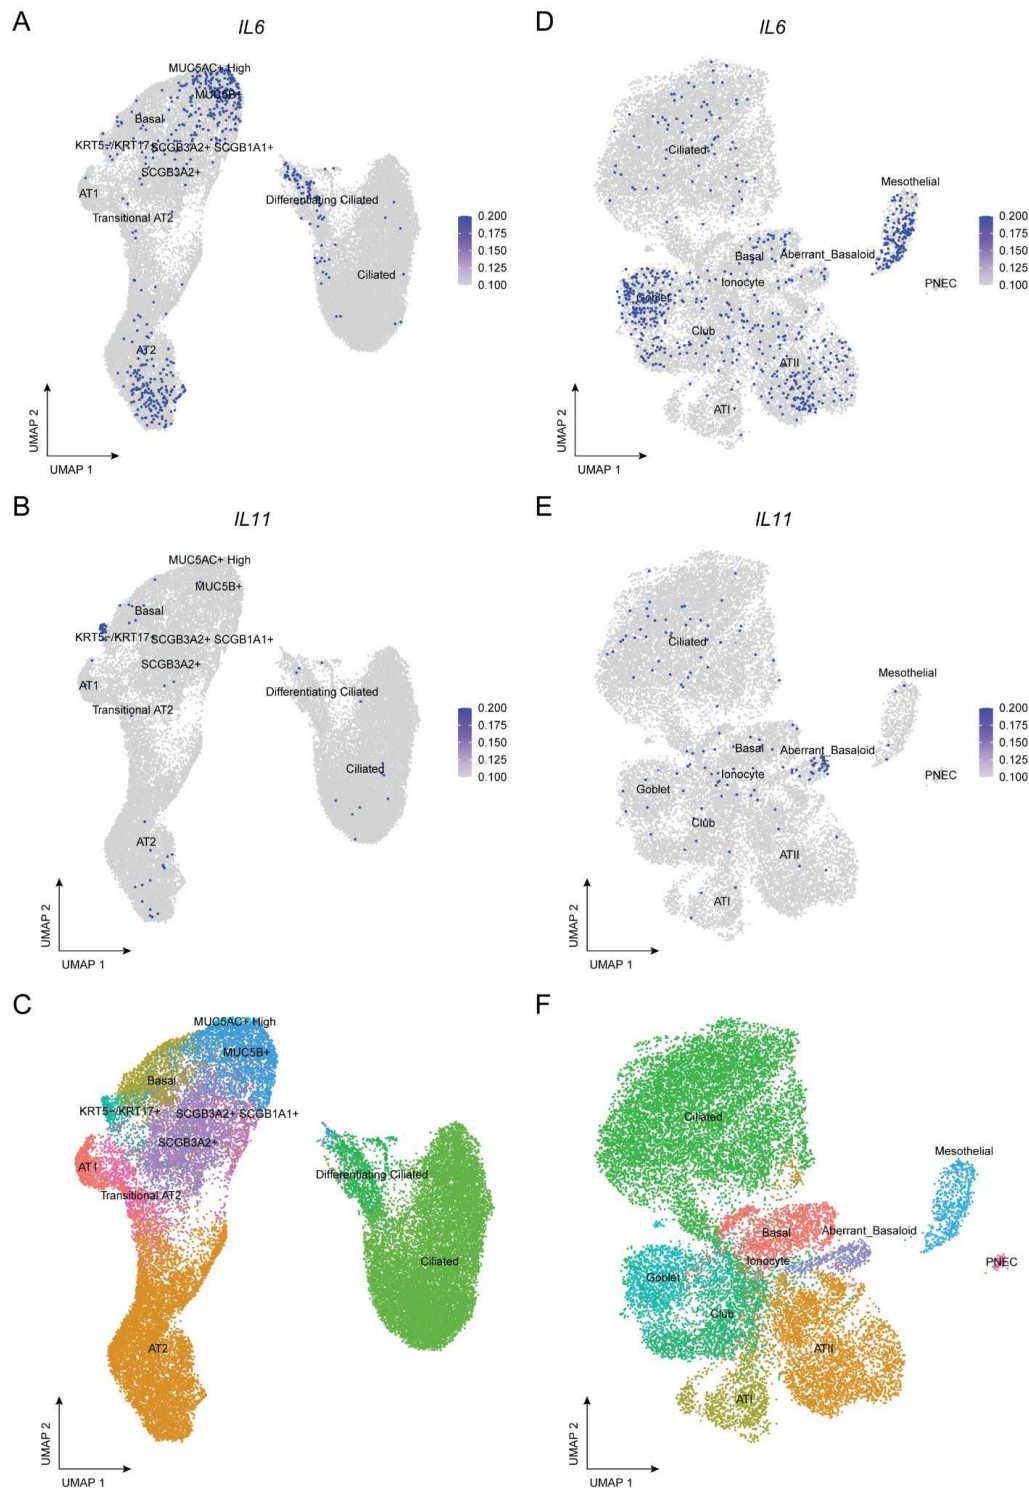 A
IL6
MUC5AC+ High
MUC5B+
Basal
KRT5−/KRT17+
SCGB3A2+ SCGB1A1+
SCGB3A2+
AT1
Transitional AT2
Differentiating Ciliated
Ciliated
AT2
0.200
0.175
0.150
0.125
0.100
UMAP 2
UMAP 1
D
IL6
Ciliated
Mesothelial
Basal
Aberrant_Basaloid
Ionocyte
PNEC
Goblet
Club
ATII
ATI
0.200
0.175
0.150
0.125
0.100
UMAP 2
UMAP 1
B
IL11
MUC5AC+ High
MUC5B+
Basal
KRT5−/KRT17+
SCGB3A2+ SCGB1A1+
SCGB3A2+
AT1
Transitional AT2
Differentiating Ciliated
Ciliated
AT2
0.200
0.175
0.150
0.125
0.100
UMAP 2
UMAP 1
E
IL11
Ciliated
Mesothelial
Basal
Aberrant_Basaloid
Ionocyte
PNEC
Goblet
Club
ATII
ATI
0.200
0.175
0.150
0.125
0.100
UMAP 2
UMAP 1
C
MUC5AC+ High
MUC5B+
Basal
KRT5−/KRT17+
SCGB3A2+ SCGB1A1+
SCGB3A2+
AT1
Transitional AT2
Differentiating Ciliated
Ciliated
AT2
UMAP 2
UMAP 1
F
Ciliated
Mesothelial
Basal
Aberrant_Basaloid
Ionocyte
PNEC
Goblet
Club
ATII
ATI
UMAP 2
UMAP 1